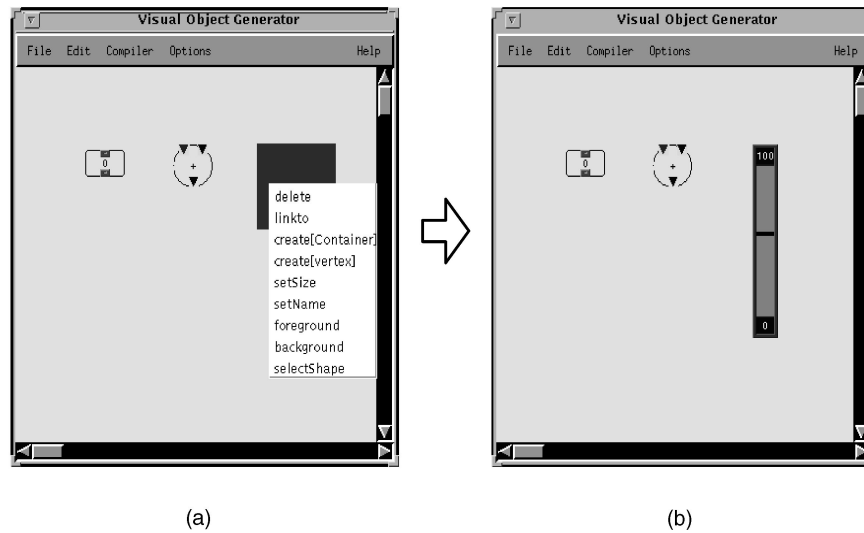 Visual Object Generator
File Edit Compiler Options Help
0
+
delete
linkto
create[Container]
create[vertex]
setSize
setName
foreground
background
selectShape
(a)
Visual Object Generator
File Edit Compiler Options Help
0
+
100
0
(b)